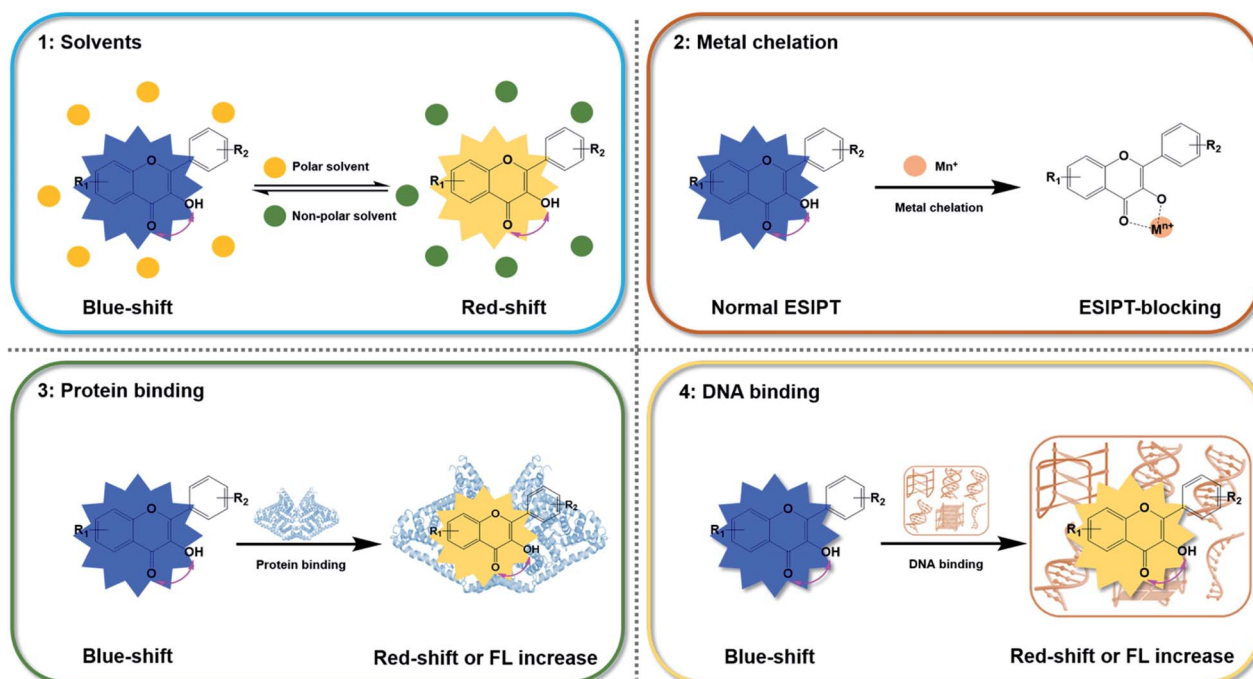 1: Solvents
O
R₂
R₁
OH
O
Blue-shift
Polar solvent
Non-polar solvent
O
R₂
R₁
OH
O
Red-shift
2: Metal chelation
O
R₂
R₁
OH
O
Normal ESIPT
Mn⁺
Metal chelation
O
R₂
R₁
O
O
Mⁿ⁺
ESIPT-blocking
3: Protein binding
O
R₂
R₁
OH
O
Blue-shift
Protein binding
O
R₂
R₁
OH
O
Red-shift or FL increase
4: DNA binding
O
R₂
R₁
OH
O
Blue-shift
DNA binding
O
R₂
R₁
OH
O
Red-shift or FL increase